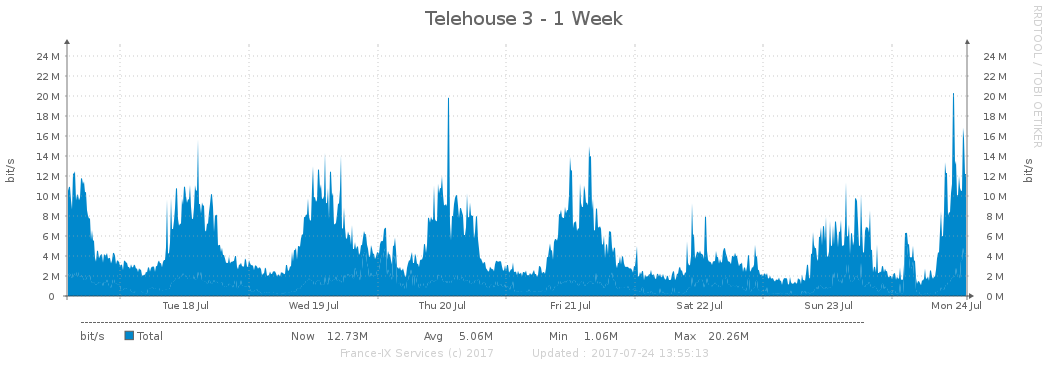 Telehouse 3 - 1 Week
RRDTOOL / TOBI OETIKER
bit/s
24 M
22 M
20 M
18 M
16 M
14 M
12 M
10 M
8 M
6 M
4 M
2 M
0
24 M
22 M
20 M
18 M
16 M
14 M
12 M
10 M
8 M
6 M
4 M
2 M
0 M
bit/s
Tue 18 Jul Wed 19 Jul Thu 20 Jul Fri 21 Jul Sat 22 Jul Sun 23 Jul Mon 24 Jul
bit/s Total Now 12.73M Avg 5.06M Min 1.06M Max 20.26M
France-IX Services (c) 2017 Updated : 2017-07-24 13:55:13